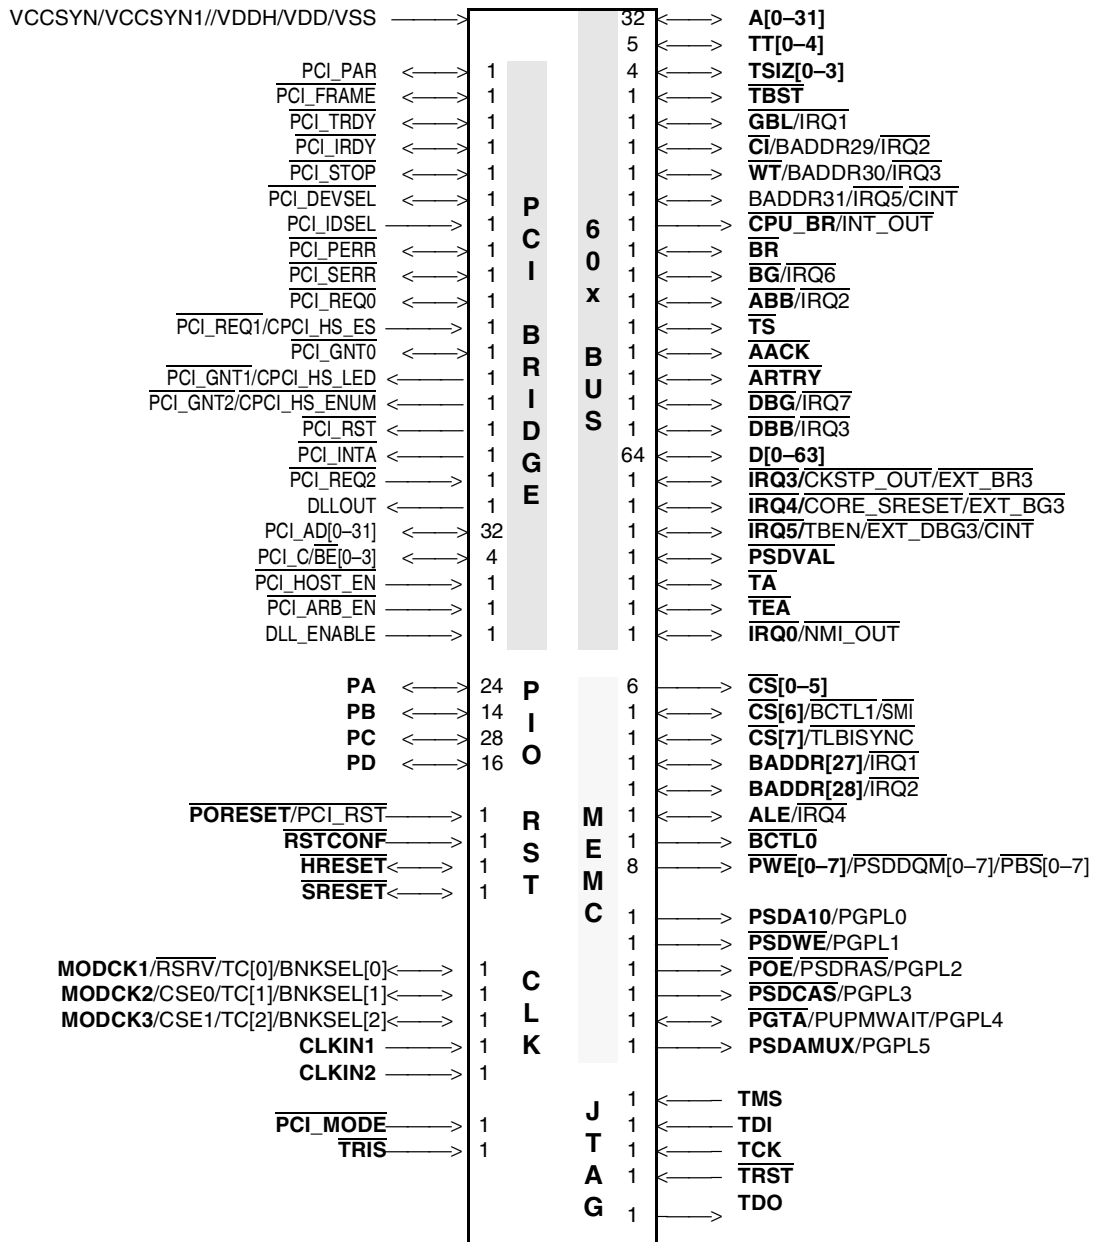 VCCSYN/VCCSYN1//VDDH/VDD/VSS 32 A[0–31]
5 TT[0–4]
PCI_PAR 1 4 TSIZ[0–3]
PCI_FRAME 1 1 TBST
PCI_TRDY 1 1 GBL/IRQ1
PCI_IRDY 1 1 CI/BADDR29/IRQ2
PCI_STOP 1 1 WT/BADDR30/IRQ3
PCI_DEVSEL 1 1 BADDR31/IRQ5/CINT
PCI_IDSEL 1 1 CPU_BR/INT_OUT
PCI_PERR 1 1 BR
PCI_SERR 1 1 BG/IRQ6
PCI_REQ0 1 1 ABB/IRQ2
PCI_REQ1/CPCI_HS_ES 1 1 TS
PCI_GNT0 1 1 AACK
PCI_GNT1/CPCI_HS_LED 1 1 ARTRY
PCI_GNT2/CPCI_HS_ENUM 1 1 DBG/IRQ7
PCI_RST 1 1 DBB/IRQ3
PCI_INTA 1 64 D[0–63]
PCI_REQ2 1 1 IRQ3/CKSTP_OUT/EXT_BR3
DLLOUT 1 1 IRQ4/CORE_SRESET/EXT_BG3
PCI_AD[0–31] 32 1 IRQ5/TBEN/EXT_DBG3/CINT
PCI_C/BE[0–3] 4 1 PSDVAL
PCI_HOST_EN 1 1 TA
PCI_ARB_EN 1 1 TEA
DLL_ENABLE 1 1 IRQ0/NMI_OUT
PCI BRIDGE
60x BUS
PA 24 6 CS[0–5]
PB 14 1 CS[6]/BCTL1/SMI
PC 28 1 CS[7]/TLBISYNC
PD 16 1 BADDR[27]/IRQ1
1 BADDR[28]/IRQ2
PORESET/PCI_RST 1 1 ALE/IRQ4
RSTCONF 1 1 BCTL0
HRESET 1 8 PWE[0–7]/PSDDQM[0–7]/PBS[0–7]
SRESET 1
1 PSDA10/PGPL0
1 PSDWE/PGPL1
MODCK1/RSRV/TC[0]/BNKSEL[0] 1 1 POE/PSDRAS/PGPL2
MODCK2/CSE0/TC[1]/BNKSEL[1] 1 1 PSDCAS/PGPL3
MODCK3/CSE1/TC[2]/BNKSEL[2] 1 1 PGTA/PUPMWAIT/PGPL4
CLKIN1 1 1 PSDAMUX/PGPL5
CLKIN2 1
PIO
RST
CLK
MEMC
1 TMS
PCI_MODE 1 1 TDI
TRIS 1 1 TCK
1 TRST
1 TDO
JTAG